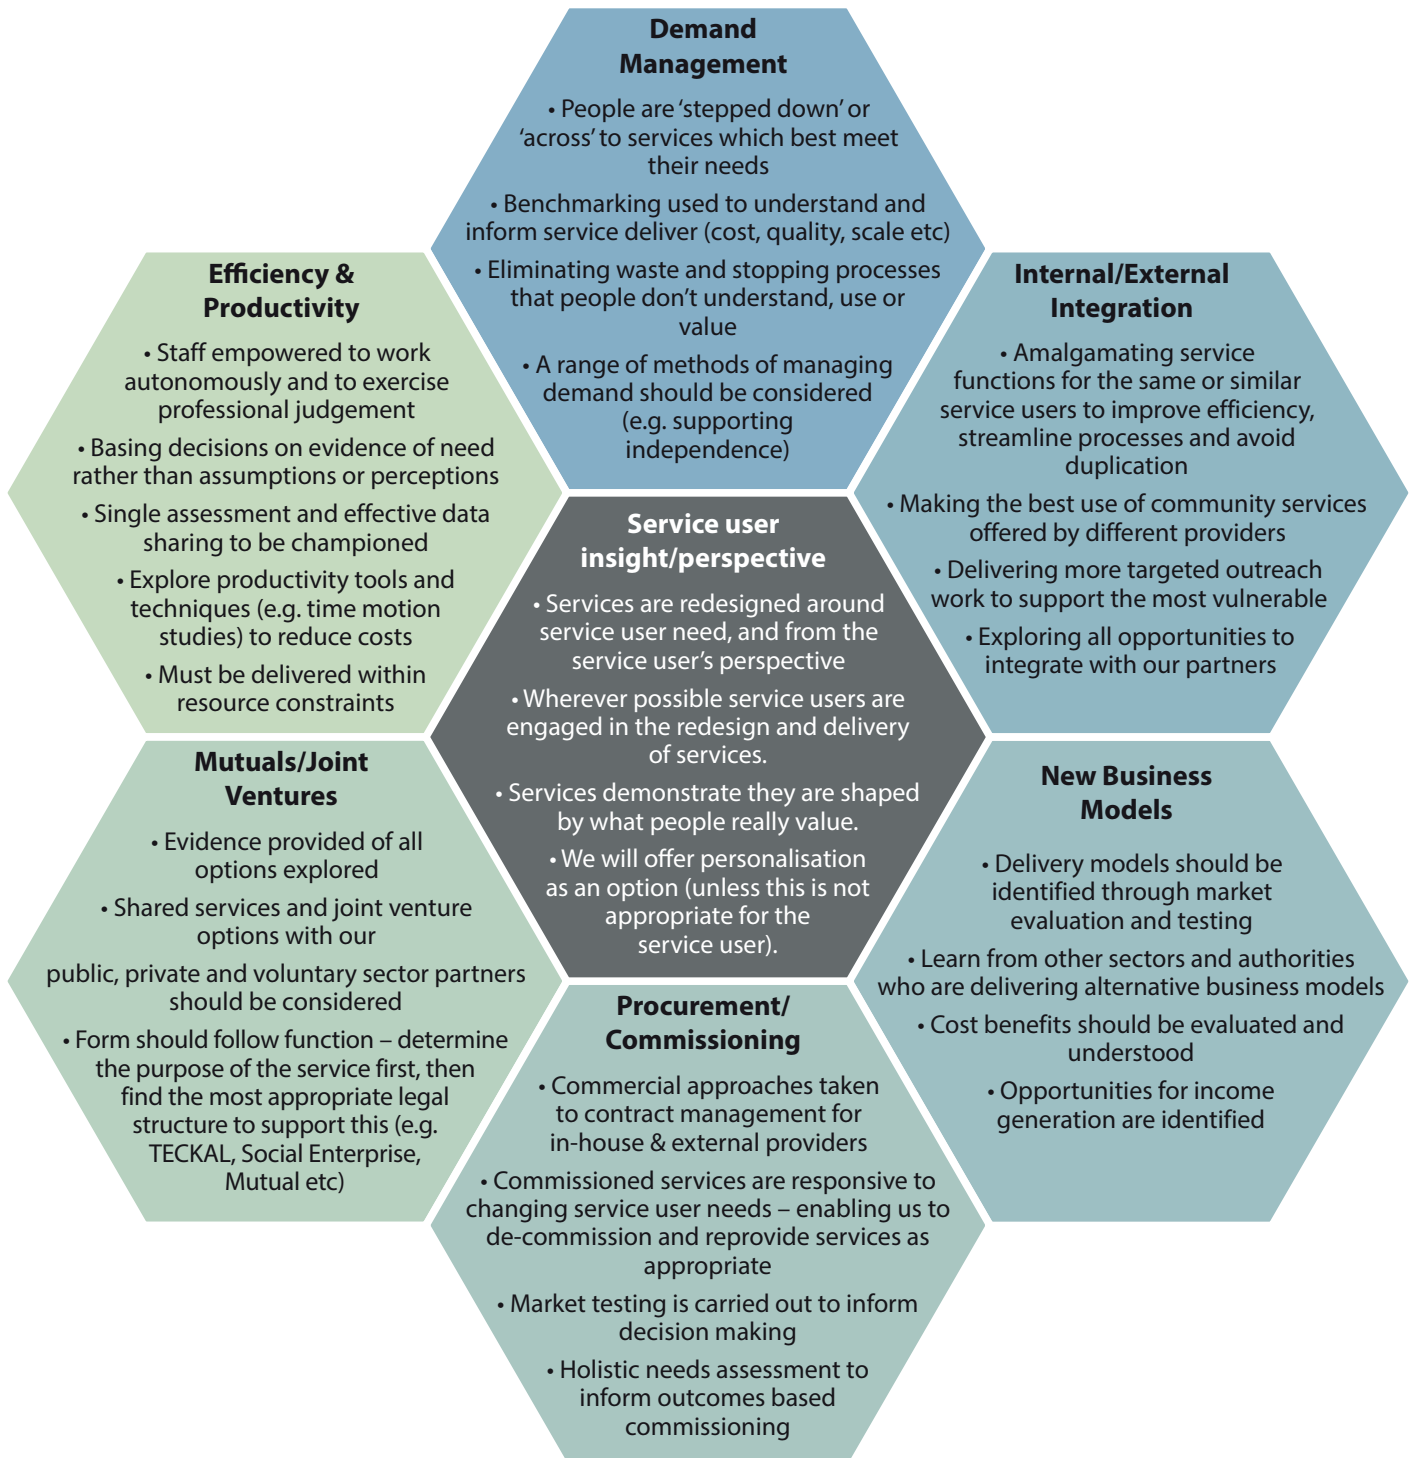 Demand
Management
• People are ‘stepped down’ or
‘across’ to services which best meet
their needs
• Benchmarking used to understand and
inform service deliver (cost, quality, scale etc)
• Eliminating waste and stopping processes
that people don’t understand, use or
value
• A range of methods of managing
demand should be considered
(e.g. supporting
independence)
Efficiency &
Productivity
• Staff empowered to work
autonomously and to exercise
professional judgement
• Basing decisions on evidence of need
rather than assumptions or perceptions
• Single assessment and effective data
sharing to be championed
• Explore productivity tools and
techniques (e.g. time motion
studies) to reduce costs
• Must be delivered within
resource constraints
Internal/External
Integration
• Amalgamating service
functions for the same or similar
service users to improve efficiency,
streamline processes and avoid
duplication
• Making the best use of community services
offered by different providers
• Delivering more targeted outreach
work to support the most vulnerable
• Exploring all opportunities to
integrate with our partners
Service user
insight/perspective
• Services are redesigned around
service user need, and from the
service user’s perspective
• Wherever possible service users are
engaged in the redesign and delivery
of services.
• Services demonstrate they are shaped
by what people really value.
• We will offer personalisation
as an option (unless this is not
appropriate for the
service user).
Mutuals/Joint
Ventures
• Evidence provided of all
options explored
• Shared services and joint venture
options with our
public, private and voluntary sector partners
should be considered
• Form should follow function – determine
the purpose of the service first, then
find the most appropriate legal
structure to support this (e.g.
TECKAL, Social Enterprise,
Mutual etc)
New Business
Models
• Delivery models should be
identified through market
evaluation and testing
• Learn from other sectors and authorities
who are delivering alternative business models
• Cost benefits should be evaluated and
understood
• Opportunities for income
generation are identified
Procurement/
Commissioning
• Commercial approaches taken
to contract management for
in-house & external providers
• Commissioned services are responsive to
changing service user needs – enabling us to
de-commission and reprovide services as
appropriate
• Market testing is carried out to inform
decision making
• Holistic needs assessment to
inform outcomes based
commissioning